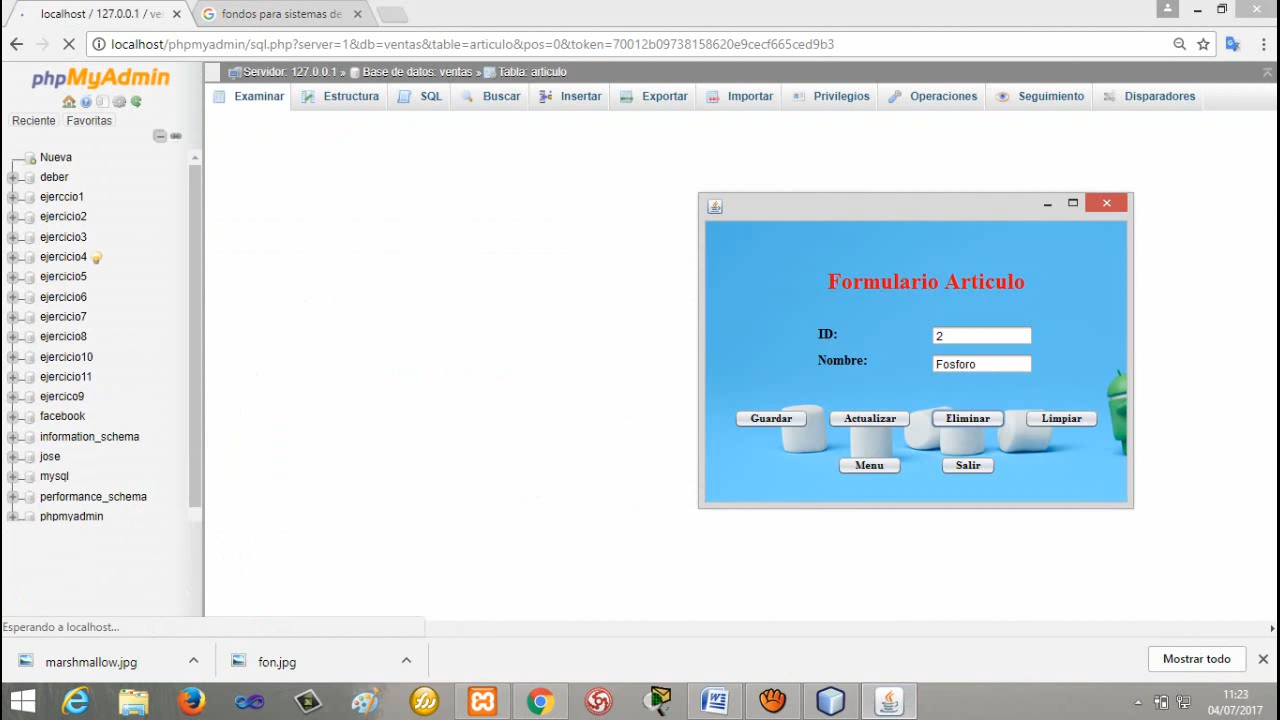 localhost / 127.0.0.1 / ve
fondos para sistemas de
localhost/phpmyadmin/sql.php?server=1&db=ventas&table=articulo&pos=0&token=70012b09738158620e9cecf665ced9b3
phpMyAdmin
Reciente Favoritas
Nueva
deber
ejerccio1
ejercicio2
ejercicio3
ejercicio4
ejercicio5
ejercicio6
ejercicio7
ejercicio8
ejercicio10
ejercicio11
ejercico9
facebook
information_schema
jose
mysql
performance_schema
phpmyadmin
Servidor: 127.0.0.1 » Base de datos: ventas » Tabla: articulo
Examinar Estructura SQL Buscar Insertar Exportar Importar Privilegios Operaciones Seguimiento Disparadores
Formulario Articulo
ID: 2
Nombre: Fosforo
Guardar Actualizar Eliminar Limpiar
Menu Salir
Esperando a localhost...
marshmallow.jpg fon.jpg Mostrar todo
11:23
04/07/2017